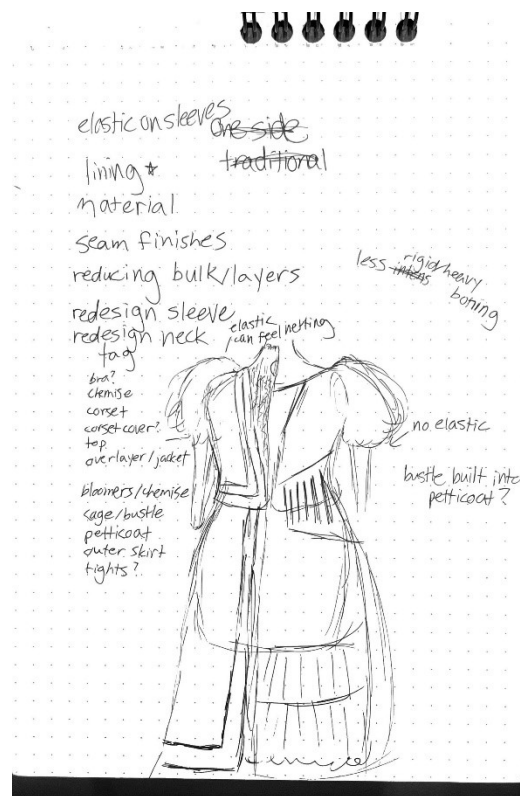 elastic on sleeves
one side
traditional
lining
material
seam finishes
reducing bulk/layers
redesign sleeve
redesign neck
tag
bra?
chemise
corset
corset cover?
top
overlayer/jacket
bloomers/chemise
cage/bustle
petticoat
outer skirt
tights?
elastic
can feel netting
less intens rigid/heavy
boning
no elastic
bustle built into
petticoat?